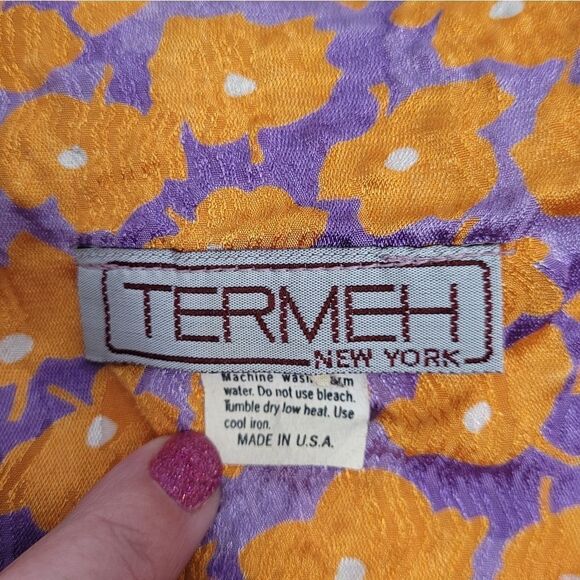 TERMEH
NEW YORK
Machine wash warm
water. Do not use bleach.
Tumble dry low heat. Use
cool iron.
MADE IN U.S.A.